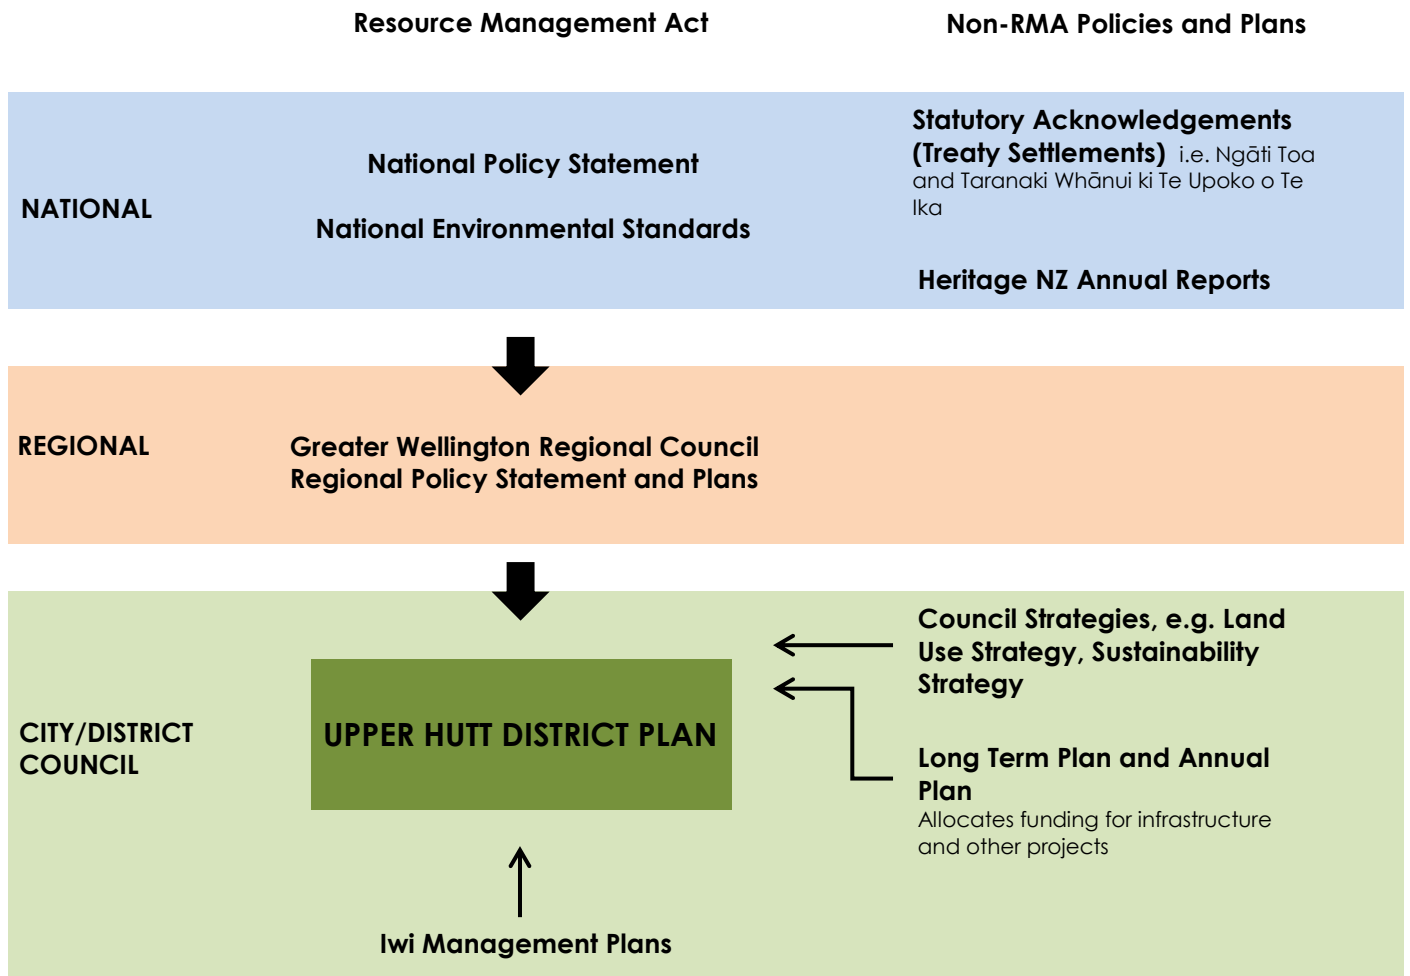 Resource Management Act
Non-RMA Policies and Plans
NATIONAL
National Policy Statement
National Environmental Standards
Statutory Acknowledgements
(Treaty Settlements) i.e. Ngāti Toa
and Taranaki Whānui ki Te Upoko o Te
Ika
Heritage NZ Annual Reports
REGIONAL
Greater Wellington Regional Council
Regional Policy Statement and Plans
CITY/DISTRICT
COUNCIL
UPPER HUTT DISTRICT PLAN
Council Strategies, e.g. Land
Use Strategy, Sustainability
Strategy
Long Term Plan and Annual
Plan
Allocates funding for infrastructure
and other projects
Iwi Management Plans